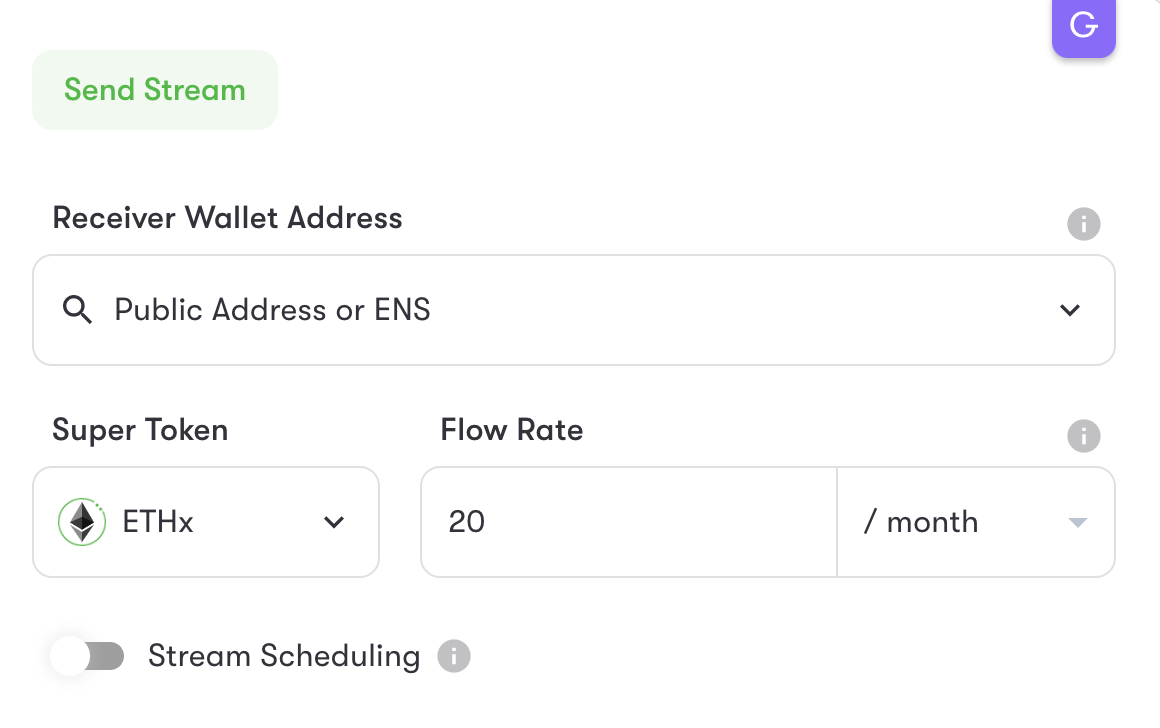 G
Send Stream
Receiver Wallet Address
i
Public Address or ENS
Super Token Flow Rate
i
ETHx 20 / month
Stream Scheduling i